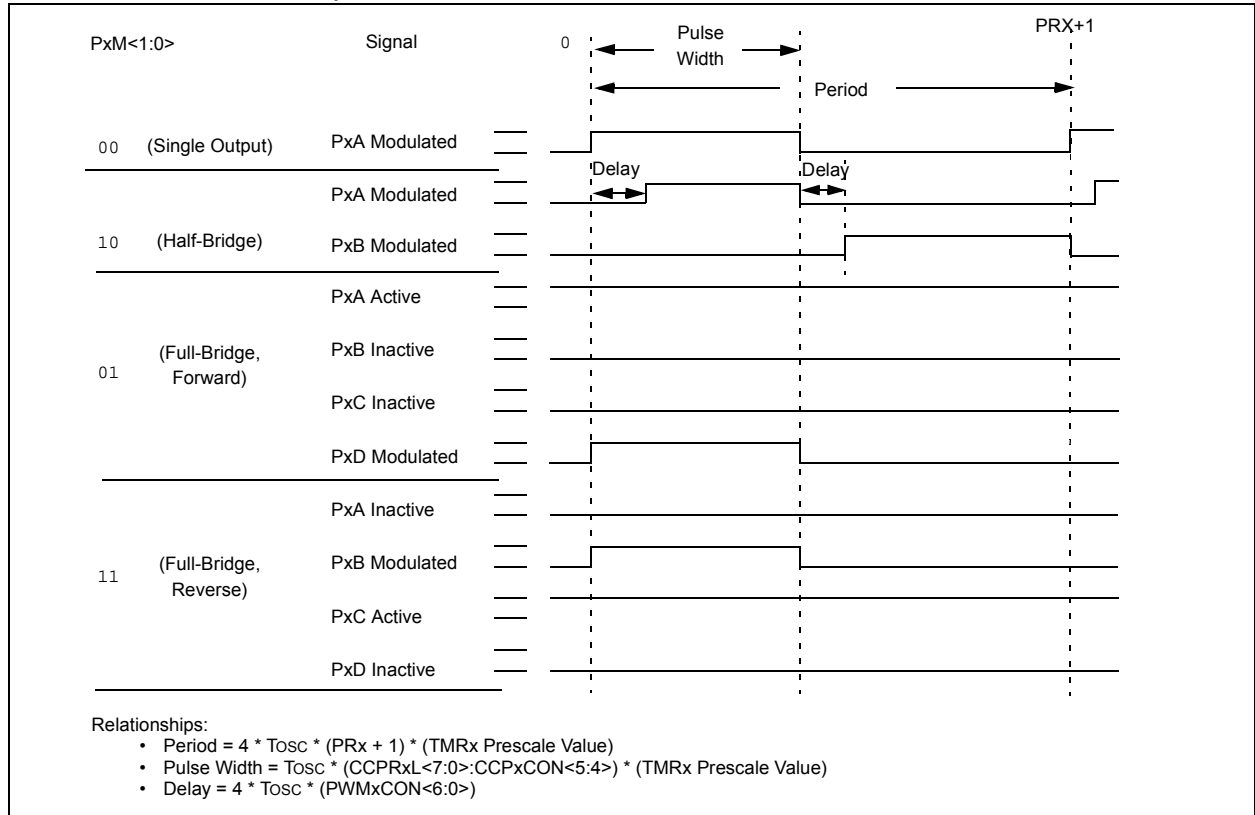 PxM<1:0> Signal 0 Pulse Width PRX+1
Period
00 (Single Output) PxA Modulated
Delay Delay
PxA Modulated
10 (Half-Bridge) PxB Modulated
PxA Active
01 (Full-Bridge, Forward) PxB Inactive
PxC Inactive
PxD Modulated
PxA Inactive
11 (Full-Bridge, Reverse) PxB Modulated
PxC Active
PxD Inactive
Relationships:
• Period = 4 * TOSC * (PRx + 1) * (TMRx Prescale Value)
• Pulse Width = TOSC * (CCPRxL<7:0>:CCPxCON<5:4>) * (TMRx Prescale Value)
• Delay = 4 * TOSC * (PWMxCON<6:0>)